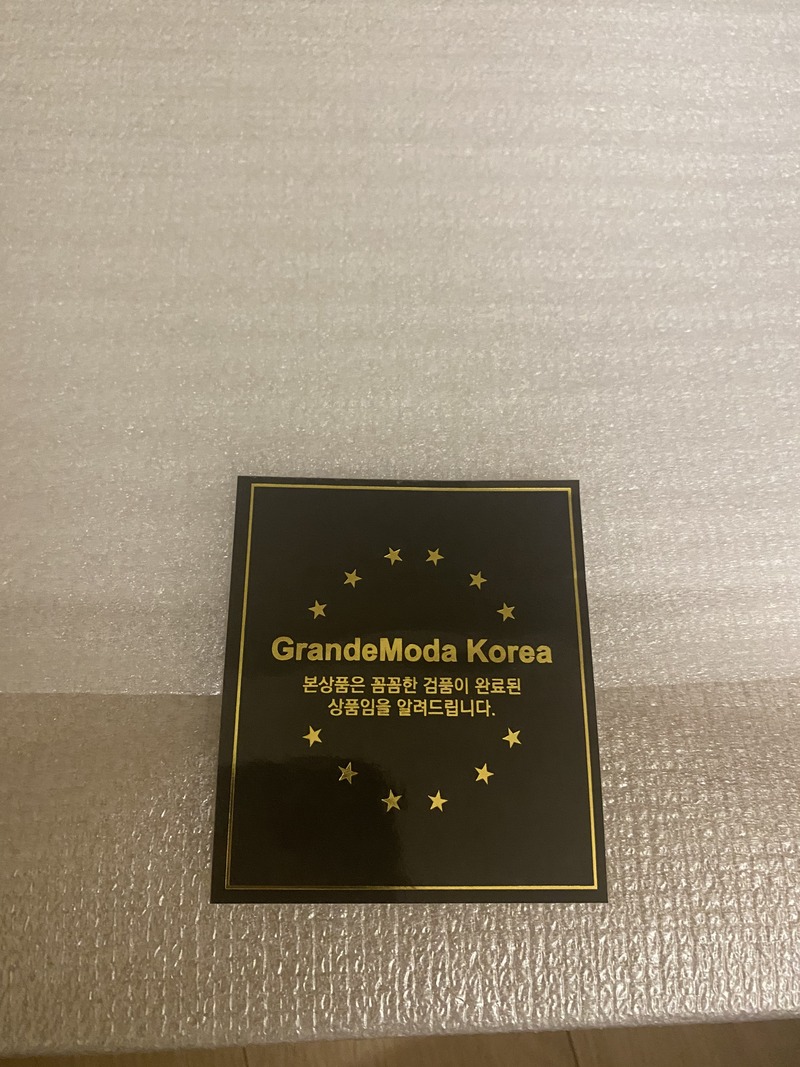 GrandeModa Korea
본상품은 꼼꼼한 검품이 완료된
상품임을 알려드립니다.